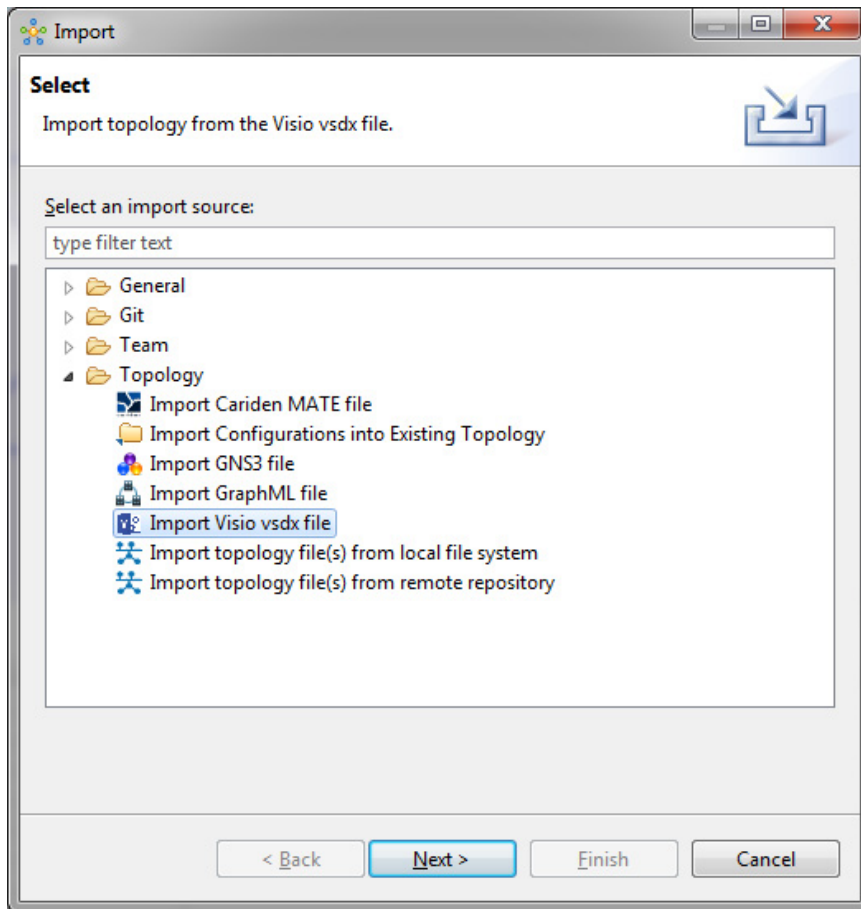 Import
Select
Import topology from the Visio vsdx file.
Select an import source:
type filter text
General
Git
Team
Topology
Import Cariden MATE file
Import Configurations into Existing Topology
Import GNS3 file
Import GraphML file
Import Visio vsdx file
Import topology file(s) from local file system
Import topology file(s) from remote repository
< Back Next > Finish Cancel